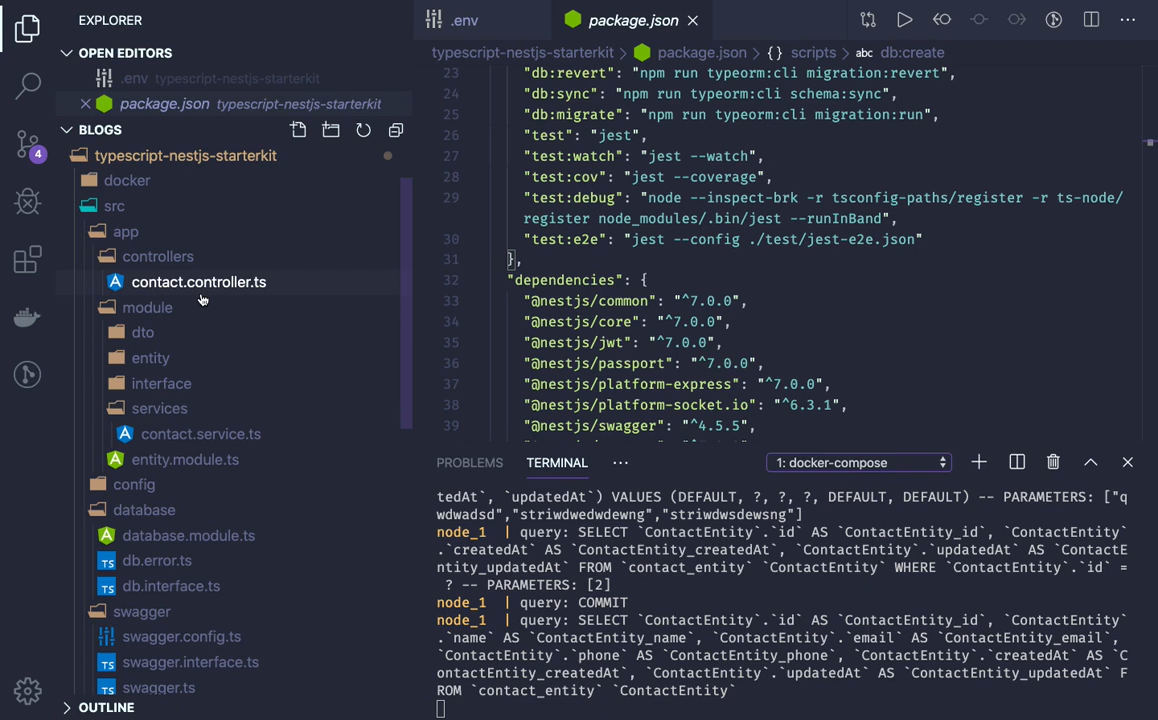 EXPLORER
OPEN EDITORS
.env typescript-nestjs-starterkit
package.json typescript-nestjs-starterkit
BLOGS
typescript-nestjs-starterkit
docker
src
app
controllers
contact.controller.ts
module
dto
entity
interface
services
contact.service.ts
entity.module.ts
config
database
database.module.ts
db.error.ts
db.interface.ts
swagger
swagger.config.ts
swagger.interface.ts
swagger.ts
OUTLINE
4
.env
package.json
typescript-nestjs-starterkit > package.json > {} scripts > abc db:create
23 "db:revert": "npm run typeorm:cli migration:revert",
24 "db:sync": "npm run typeorm:cli schema:sync",
25 "db:migrate": "npm run typeorm:cli migration:run",
26 "test": "jest",
27 "test:watch": "jest --watch",
28 "test:cov": "jest --coverage",
29 "test:debug": "node --inspect-brk -r tsconfig-paths/register -r ts-node/
register node_modules/.bin/jest --runInBand",
30 "test:e2e": "jest --config ./test/jest-e2e.json"
31 },
32 "dependencies": {
33 "@nestjs/common": "^7.0.0",
34 "@nestjs/core": "^7.0.0",
35 "@nestjs/jwt": "^7.0.0",
36 "@nestjs/passport": "^7.0.0",
37 "@nestjs/platform-express": "^7.0.0",
38 "@nestjs/platform-socket.io": "^6.3.1",
39 "@nestjs/swagger": "^4.5.5",
PROBLEMS TERMINAL ··· 1: docker-compose
tedAt`, `updatedAt`) VALUES (DEFAULT, ?, ?, ?, DEFAULT, DEFAULT) -- PARAMETERS: ["q
wdwadsd","striwdwedwdewng","striwdwsdewsng"]
node_1 | query: SELECT `ContactEntity`.`id` AS `ContactEntity_id`, `ContactEntity`
.`createdAt` AS `ContactEntity_createdAt`, `ContactEntity`.`updatedAt` AS `ContactE
ntity_updatedAt` FROM `contact_entity` `ContactEntity` WHERE `ContactEntity`.`id` =
? -- PARAMETERS: [2]
node_1 | query: COMMIT
node_1 | query: SELECT `ContactEntity`.`id` AS `ContactEntity_id`, `ContactEntity`
.`name` AS `ContactEntity_name`, `ContactEntity`.`email` AS `ContactEntity_email`,
`ContactEntity`.`phone` AS `ContactEntity_phone`, `ContactEntity`.`createdAt` AS `C
ontactEntity_createdAt`, `ContactEntity`.`updatedAt` AS `ContactEntity_updatedAt` F
ROM `contact_entity` `ContactEntity`